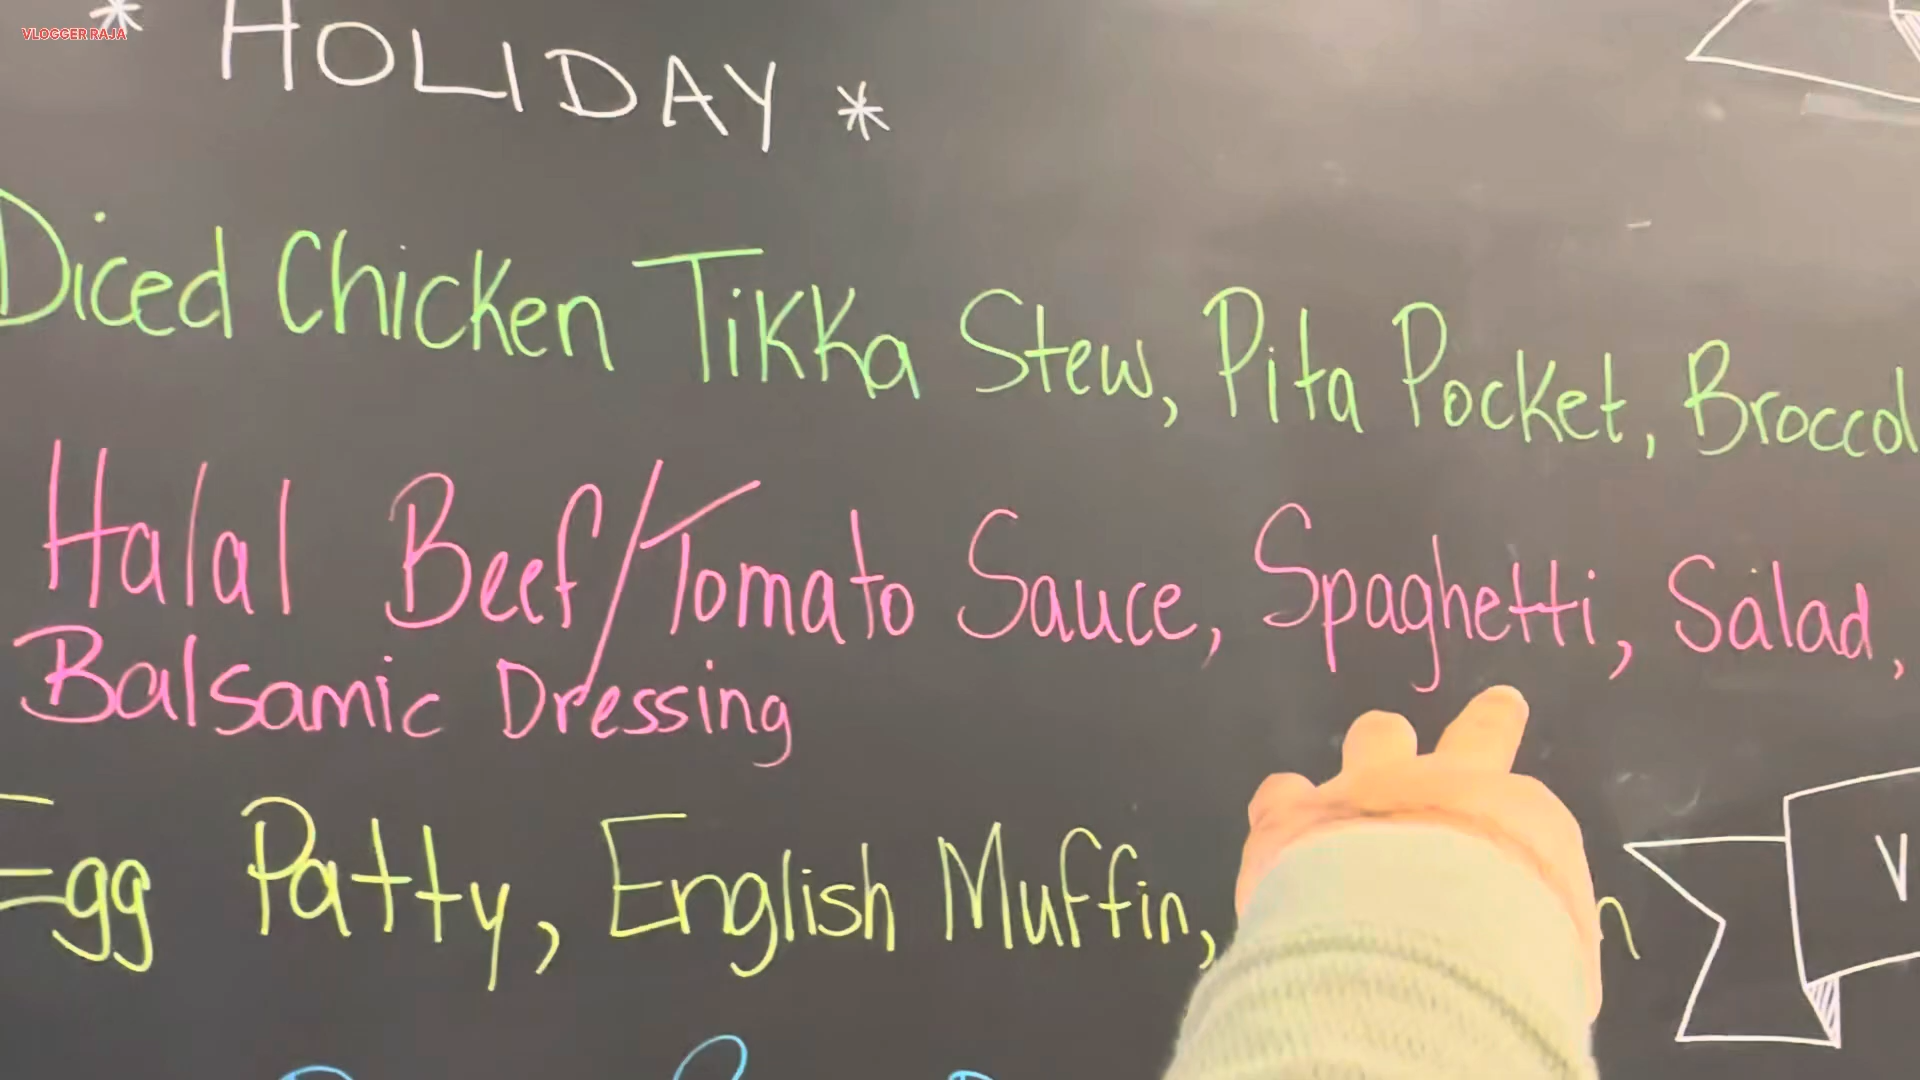 VLOGGER RAJA
* HOLIDAY *
Diced Chicken Tikka Stew, Pita Pocket, Broccol
Halal Beef/Tomato Sauce, Spaghetti, Salad,
Balsamic Dressing
Egg Patty, English Muffin,
V